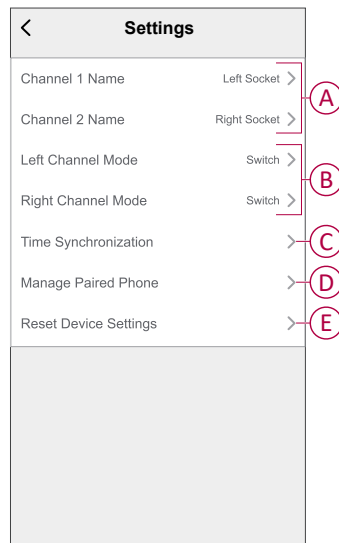 Settings
Channel 1 Name Left Socket
A
Channel 2 Name Right Socket
Left Channel Mode Switch
B
Right Channel Mode Switch
Time Synchronization C
Manage Paired Phone D
Reset Device Settings E